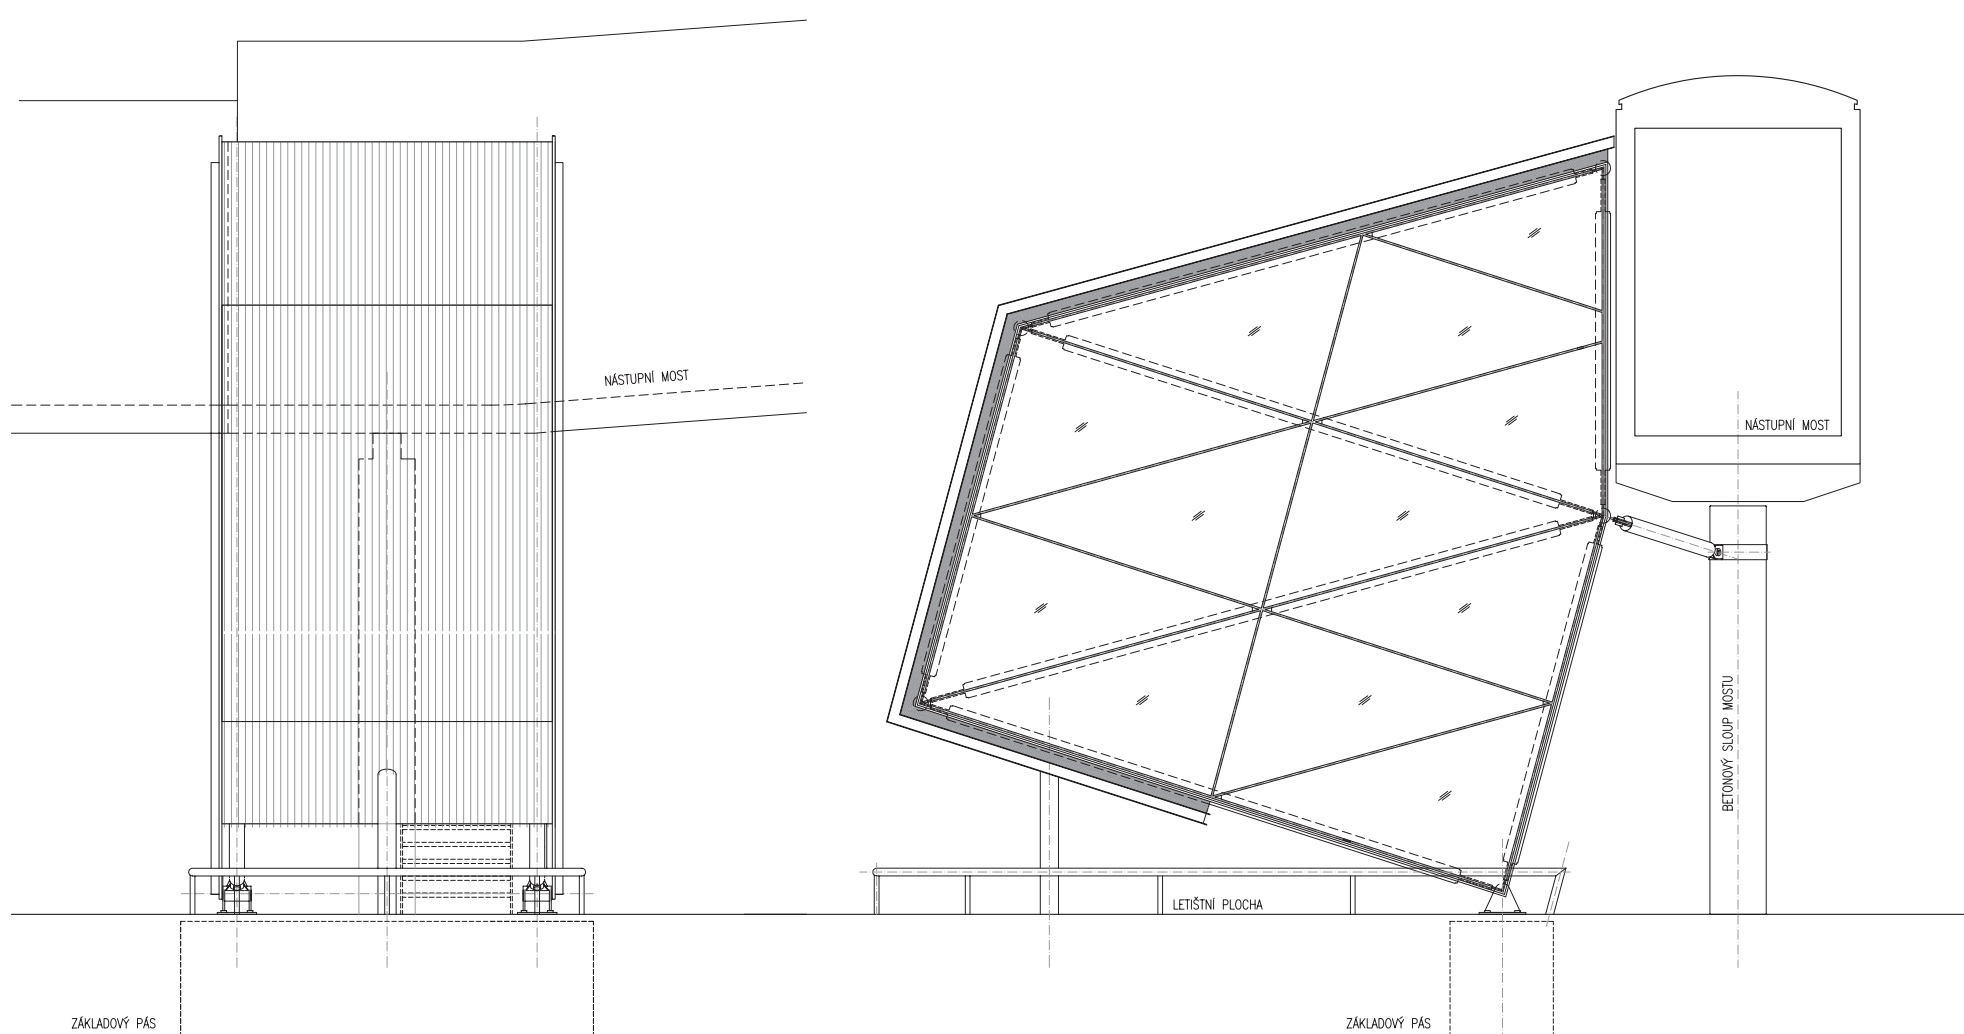 NÁSTUPNÍ MOST
NÁSTUPNÍ MOST
BETONOVÝ SLOUP MOSTU
LETIŠTNÍ PLOCHA
ZÁKLADOVÝ PÁS
ZÁKLADOVÝ PÁS